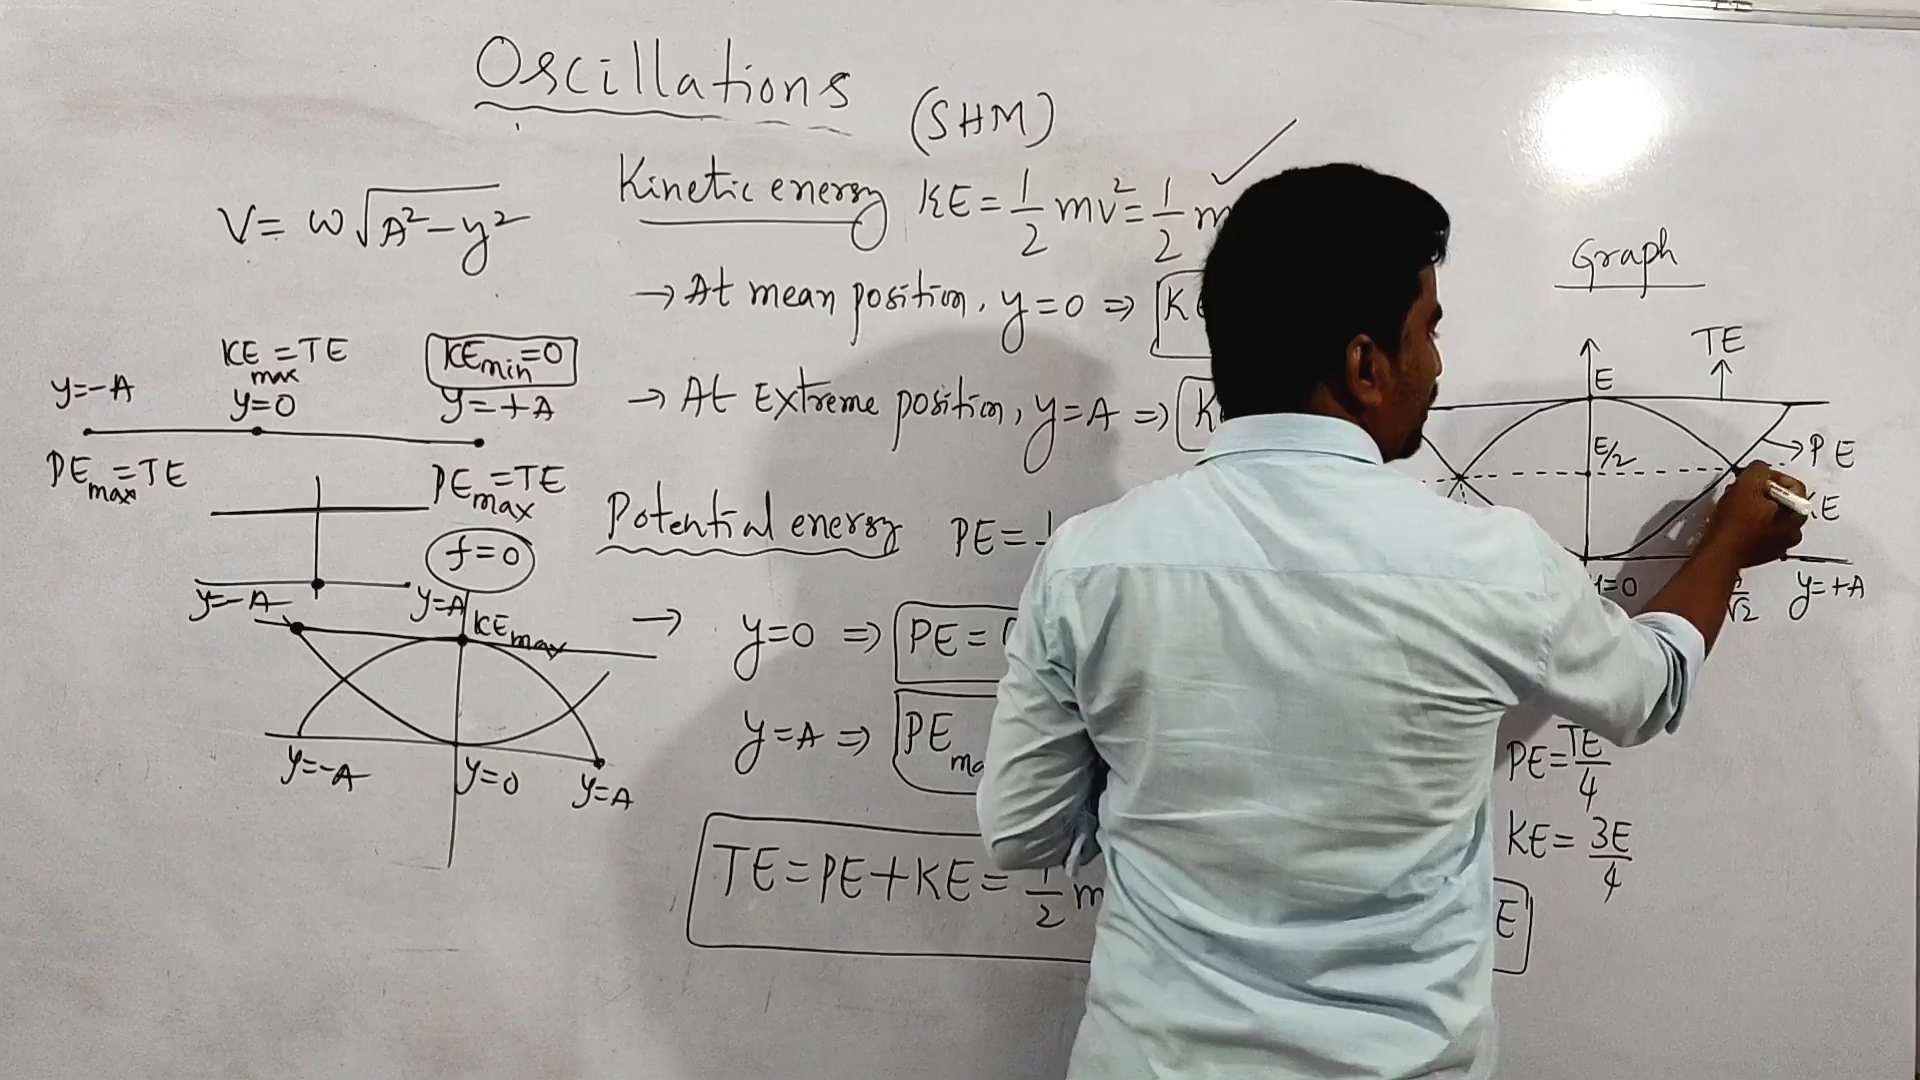 Oscillations
(SHM)
V = ω√A²-y²
Kinetic energy KE = 1/2 mv² = 1/2 m
→ At mean position, y=0 ⇒ K
→ At Extreme position, y=A ⇒ K
KE max = TE
y=0
KE min = 0
y=+A
y=-A
PE max = TE
PE max = TE
f=0
Potential energy PE =
y=-A
y=A
KE max
y=-A
y=0
y=A
→ y=0 ⇒ PE =
y=A ⇒ PE
TE = PE + KE = 1/2 m
E
Graph
TE
E
E/2
PE
KE
=0
√2
y=+A
PE = TE/4
KE = 3E/4